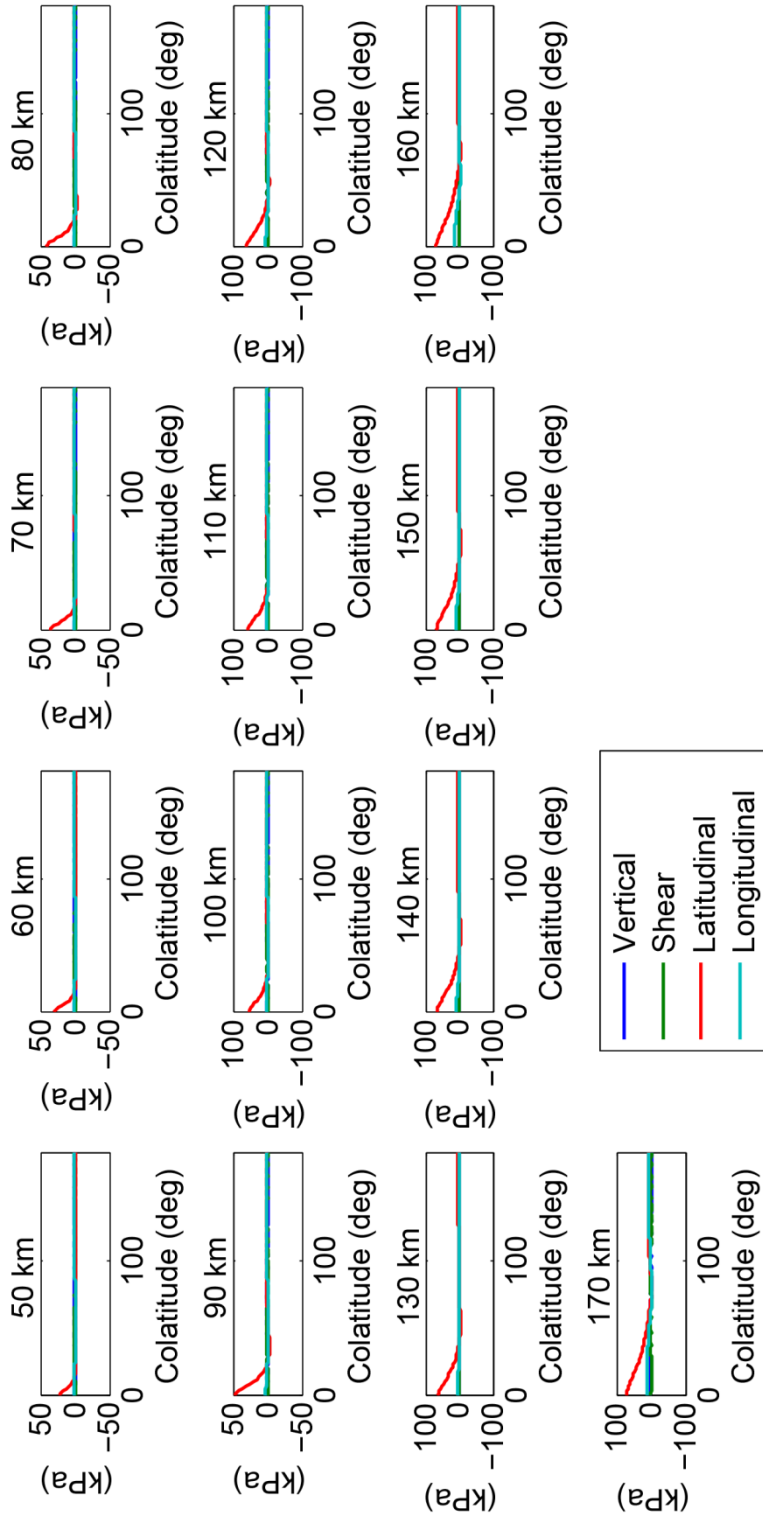 50 km
(kPa)
50
0
−50
0
100
Colatitude (deg)
60 km
(kPa)
50
0
−50
0
100
Colatitude (deg)
70 km
(kPa)
50
0
−50
0
100
Colatitude (deg)
80 km
(kPa)
50
0
−50
0
100
Colatitude (deg)
90 km
(kPa)
50
0
−50
0
100
Colatitude (deg)
100 km
(kPa)
100
0
−100
0
100
Colatitude (deg)
110 km
(kPa)
100
0
−100
0
100
Colatitude (deg)
120 km
(kPa)
100
0
−100
0
100
Colatitude (deg)
130 km
(kPa)
100
0
−100
0
100
Colatitude (deg)
140 km
(kPa)
100
0
−100
0
100
Colatitude (deg)
150 km
(kPa)
100
0
−100
0
100
Colatitude (deg)
160 km
(kPa)
100
0
−100
0
100
Colatitude (deg)
170 km
(kPa)
100
0
−100
0
100
Colatitude (deg)
Vertical
Shear
Latitudinal
Longitudinal